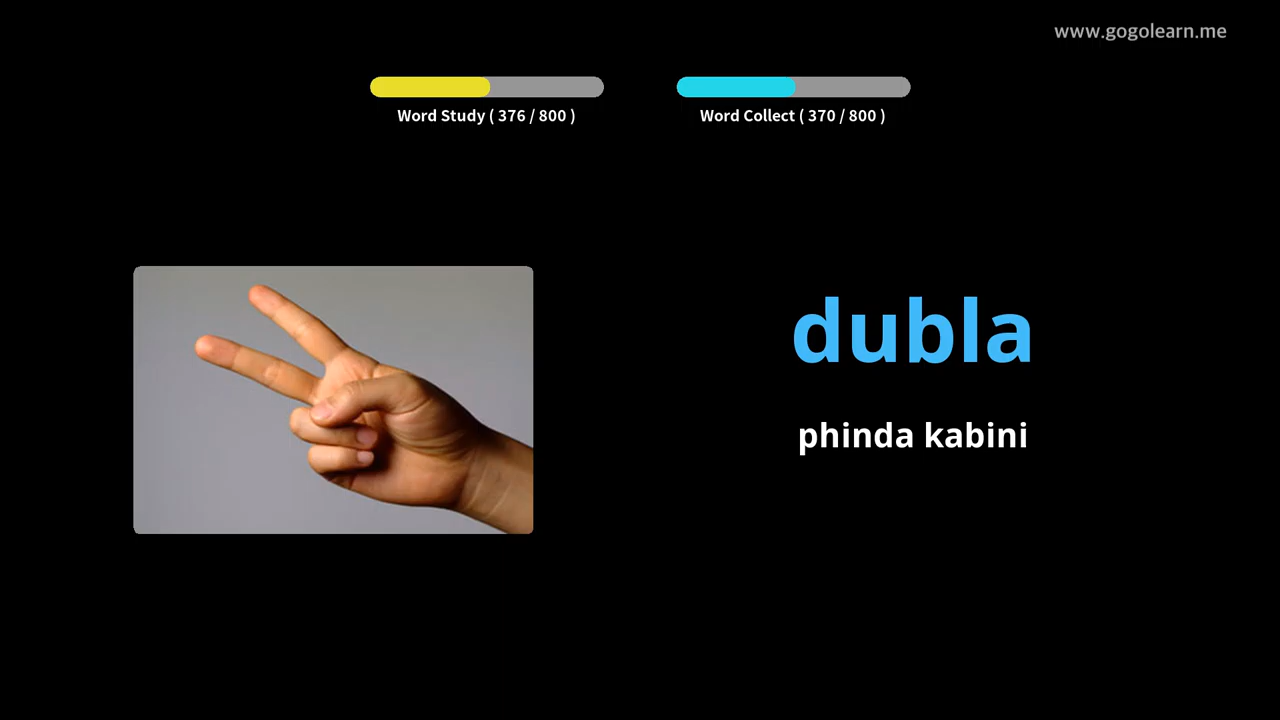 www.gogolearn.me
Word Study ( 376 / 800 )
Word Collect ( 370 / 800 )
dubla
phinda kabini